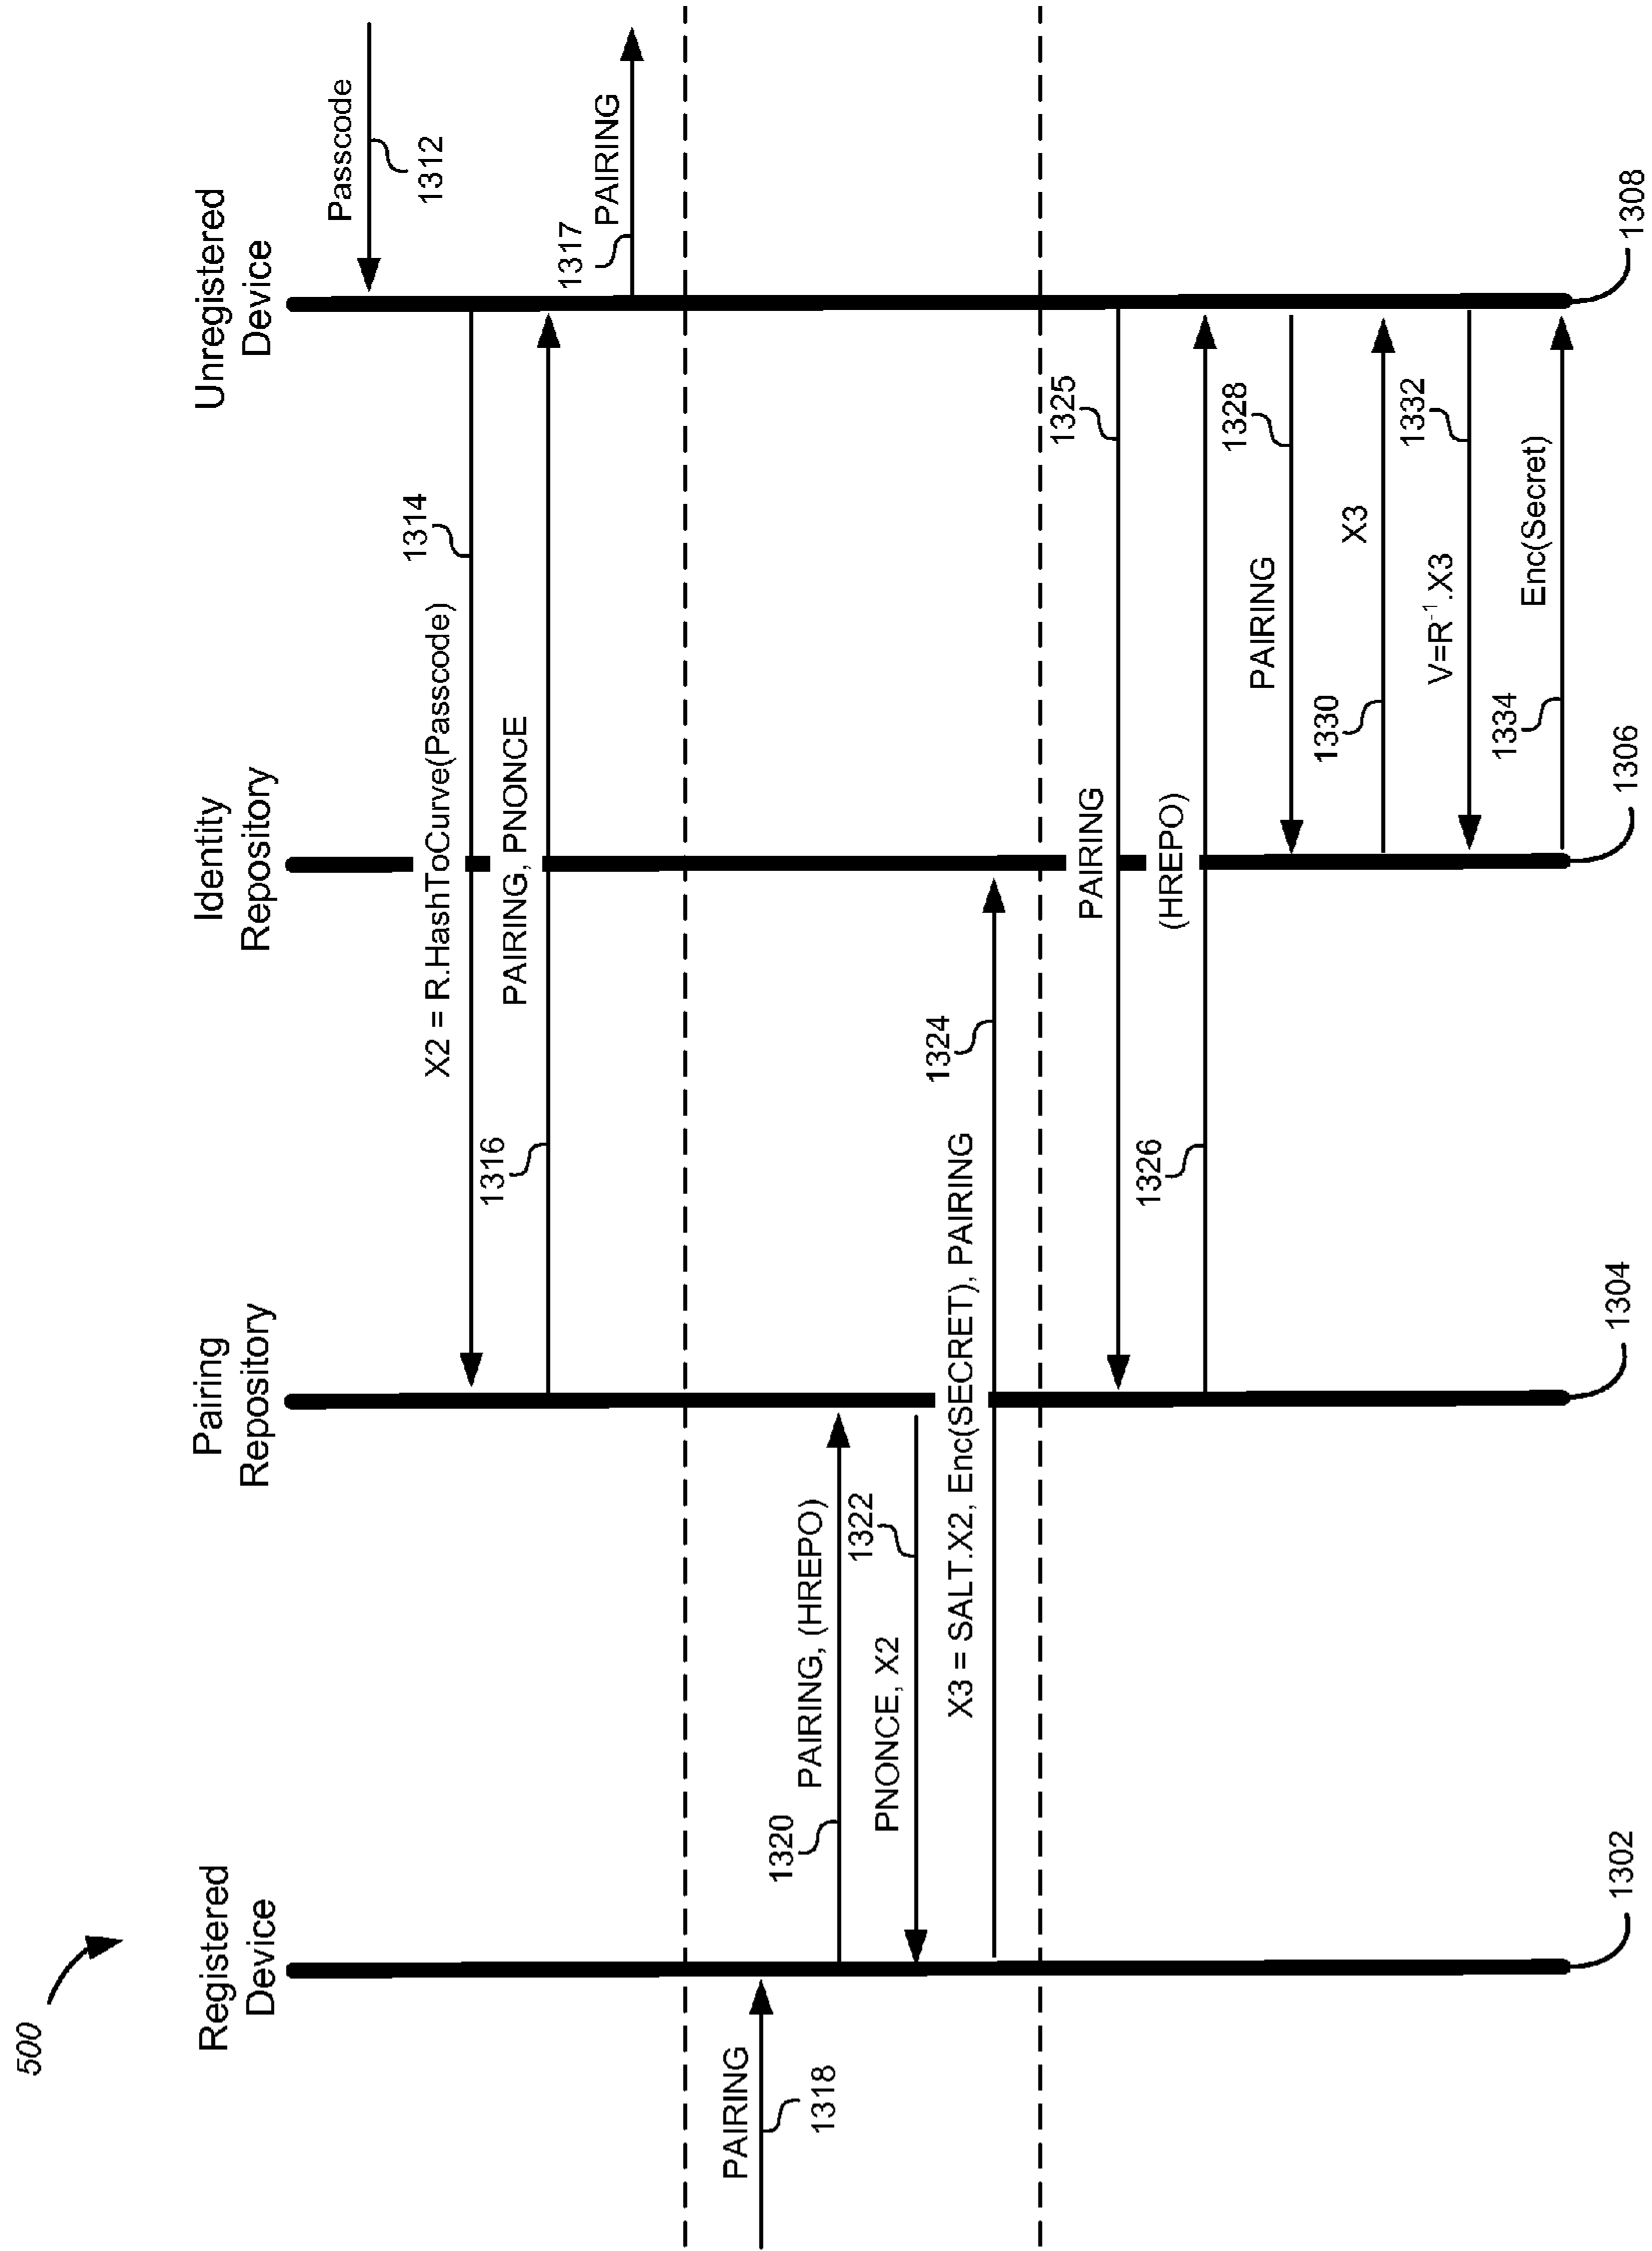 500
Registered
Device
Pairing
Repository
Identity
Repository
Unregistered
Device
Passcode
1312
1314
X2 = R.HashToCurve(Passcode)
1316
PAIRING, PNONCE
1317
PAIRING
PAIRING
1318
1320
PAIRING, (HREPO)
1322
PNONCE, X2
1324
X3 = SALT.X2, Enc(SECRET), PAIRING
1325
PAIRING
1326
(HREPO)
1328
PAIRING
1330
X3
1332
V=R⁻¹.X3
1334
Enc(Secret)
1302
1304
1306
1308